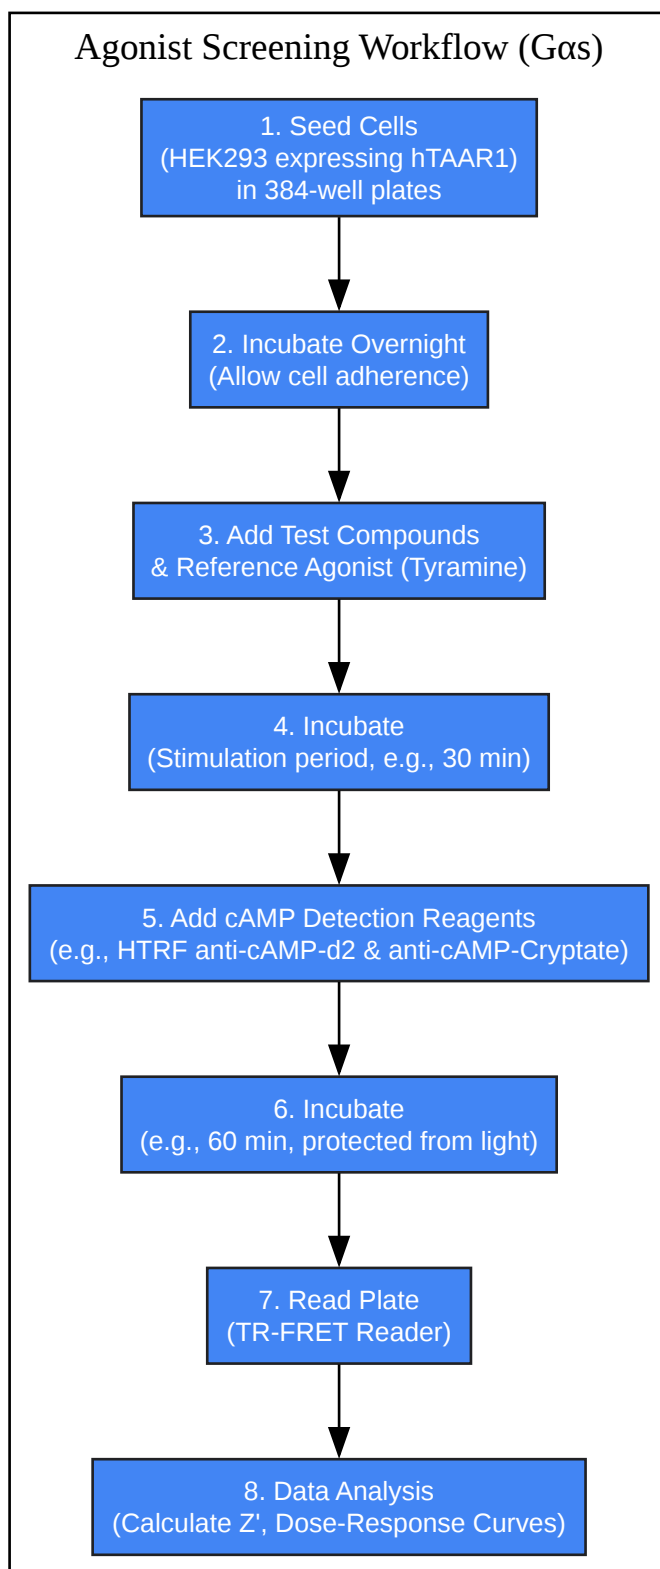 Agonist Screening Workflow (Gαs)
1. Seed Cells
(HEK293 expressing hTAAR1)
in 384-well plates
2. Incubate Overnight
(Allow cell adherence)
3. Add Test Compounds
& Reference Agonist (Tyramine)
4. Incubate
(Stimulation period, e.g., 30 min)
5. Add cAMP Detection Reagents
(e.g., HTRF anti-cAMP-d2 & anti-cAMP-Cryptate)
6. Incubate
(e.g., 60 min, protected from light)
7. Read Plate
(TR-FRET Reader)
8. Data Analysis
(Calculate Z', Dose-Response Curves)